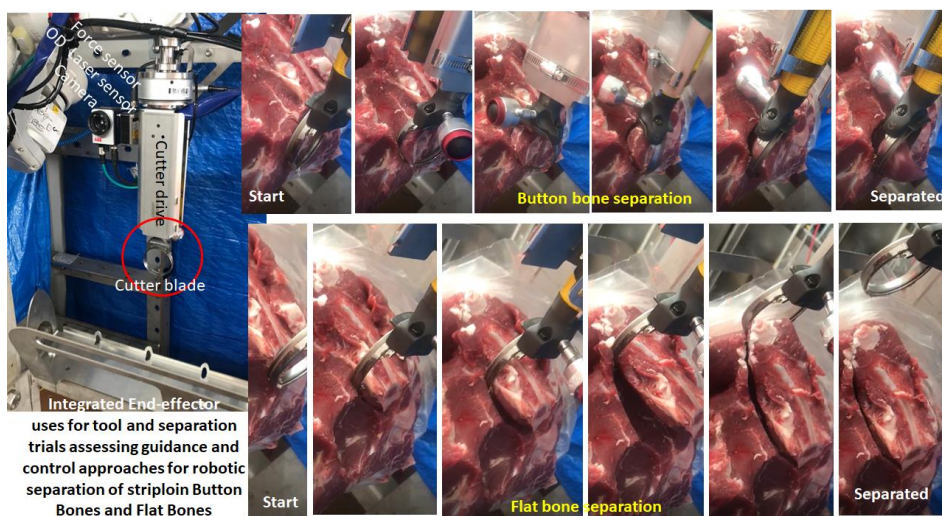 Force sensor
OD Laser sensor
Camera
Cutter drive
Cutter blade
Integrated End-effector
uses for tool and separation
trials assessing guidance and
control approaches for robotic
separation of striploin Button
Bones and Flat Bones
Start
Button bone separation
Separated
Start
Flat bone separation
Separated